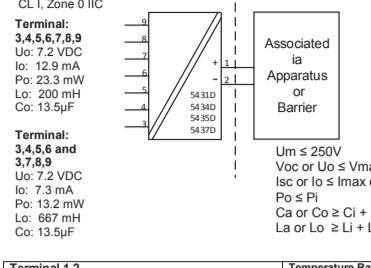 CL I, Zone 0 IIC
Terminal:
3,4,5,6,7,8,9
Uo: 7.2 VDC
Io: 12.9 mA
Po: 23.3 mW
Lo: 200 mH
Co: 13.5µF
Terminal:
3,4,5,6 and
3,7,8,9
Uo: 7.2 VDC
Io: 7.3 mA
Po: 13.2 mW
Lo: 667 mH
Co: 13.5µF
9
8
7
6
5
4
3
+ 1
− 2
5431D
5434D
5435D
5437D
Associated
ia
Apparatus
or
Barrier
Um ≤ 250V
Voc or Uo ≤
Isc or Io ≤ Imax
Po ≤ Pi
Ca or Co ≥ Ci +
La or Lo ≥ Li +
Terminal 1,2
Temperature